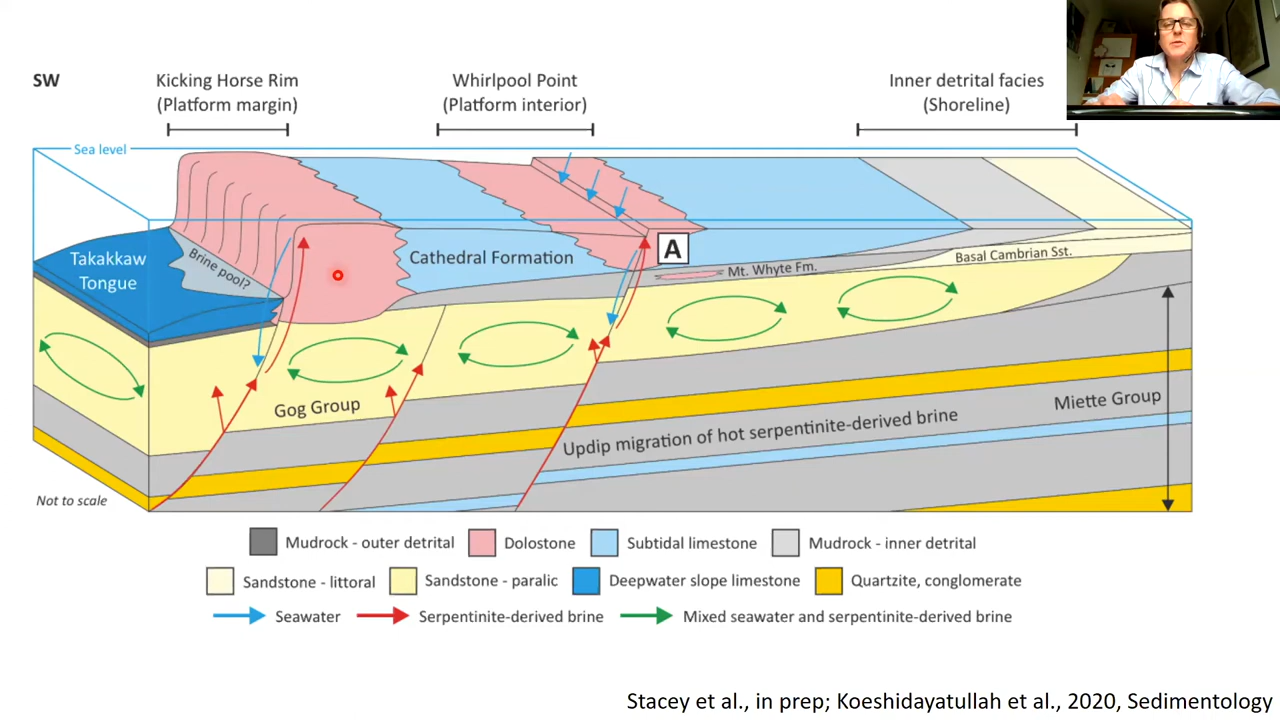 SW
Kicking Horse Rim
(Platform margin)
Whirlpool Point
(Platform interior)
Inner detrital facies
(Shoreline)
Sea level
Takakkaw
Tongue
Brine pool?
Cathedral Formation
A
Mt. Whyte Fm.
Basal Cambrian Sst.
Gog Group
Miette Group
Updip migration of hot serpentinite-derived brine
Not to scale
Mudrock - outer detrital
Dolostone
Subtidal limestone
Mudrock - inner detrital
Sandstone - littoral
Sandstone - paralic
Deepwater slope limestone
Quartzite, conglomerate
Seawater
Serpentinite-derived brine
Mixed seawater and serpentinite-derived brine
Stacey et al., in prep; Koeshidayatullah et al., 2020, Sedimentology